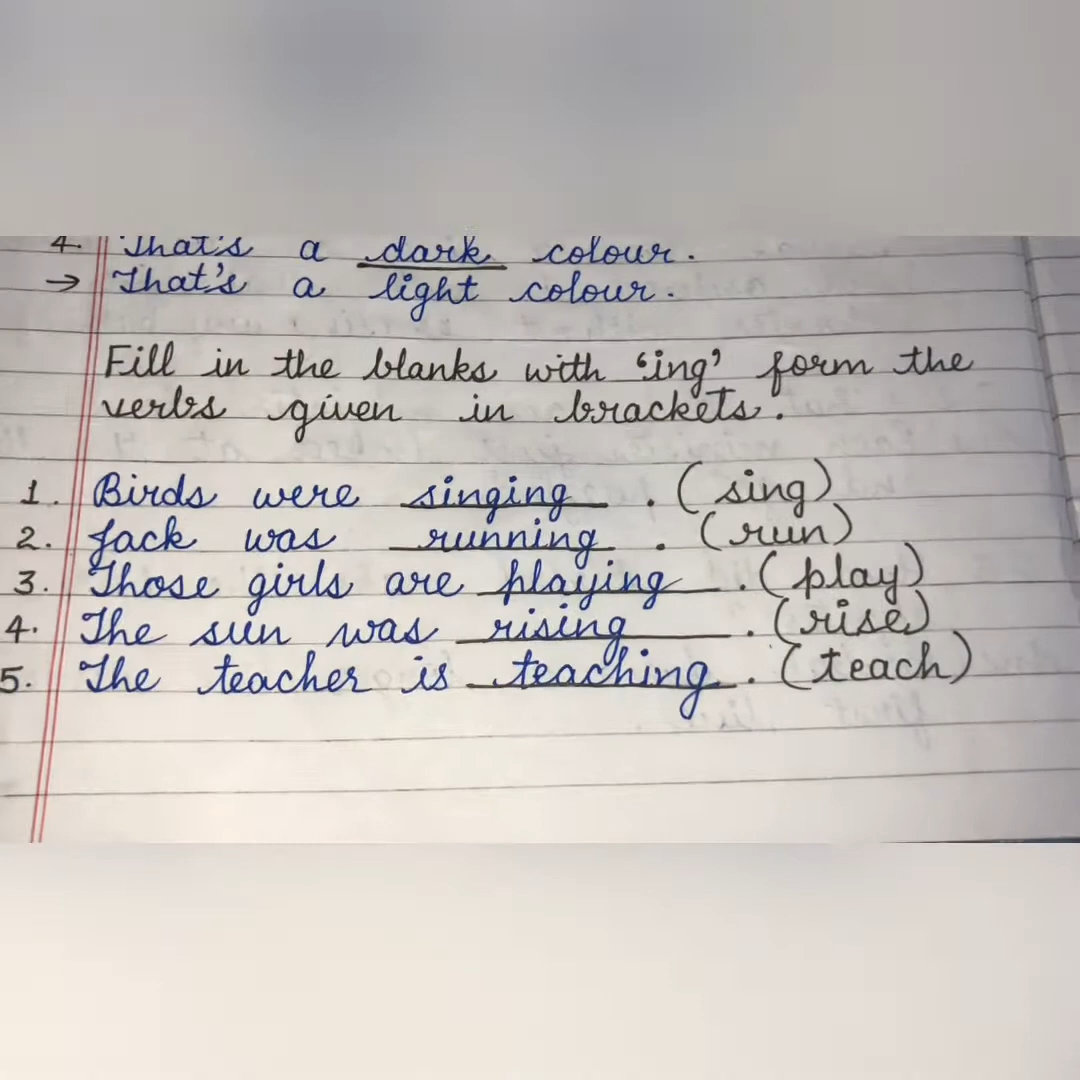 4. That's a dark colour.
→ That's a light colour.
Fill in the blanks with 'ing' form the
verbs given in brackets.
1. Birds were singing . (sing)
2. Jack was running . (run)
3. Those girls are playing . (play)
4. The sun was rising . (rise)
5. The teacher is teaching . (teach)